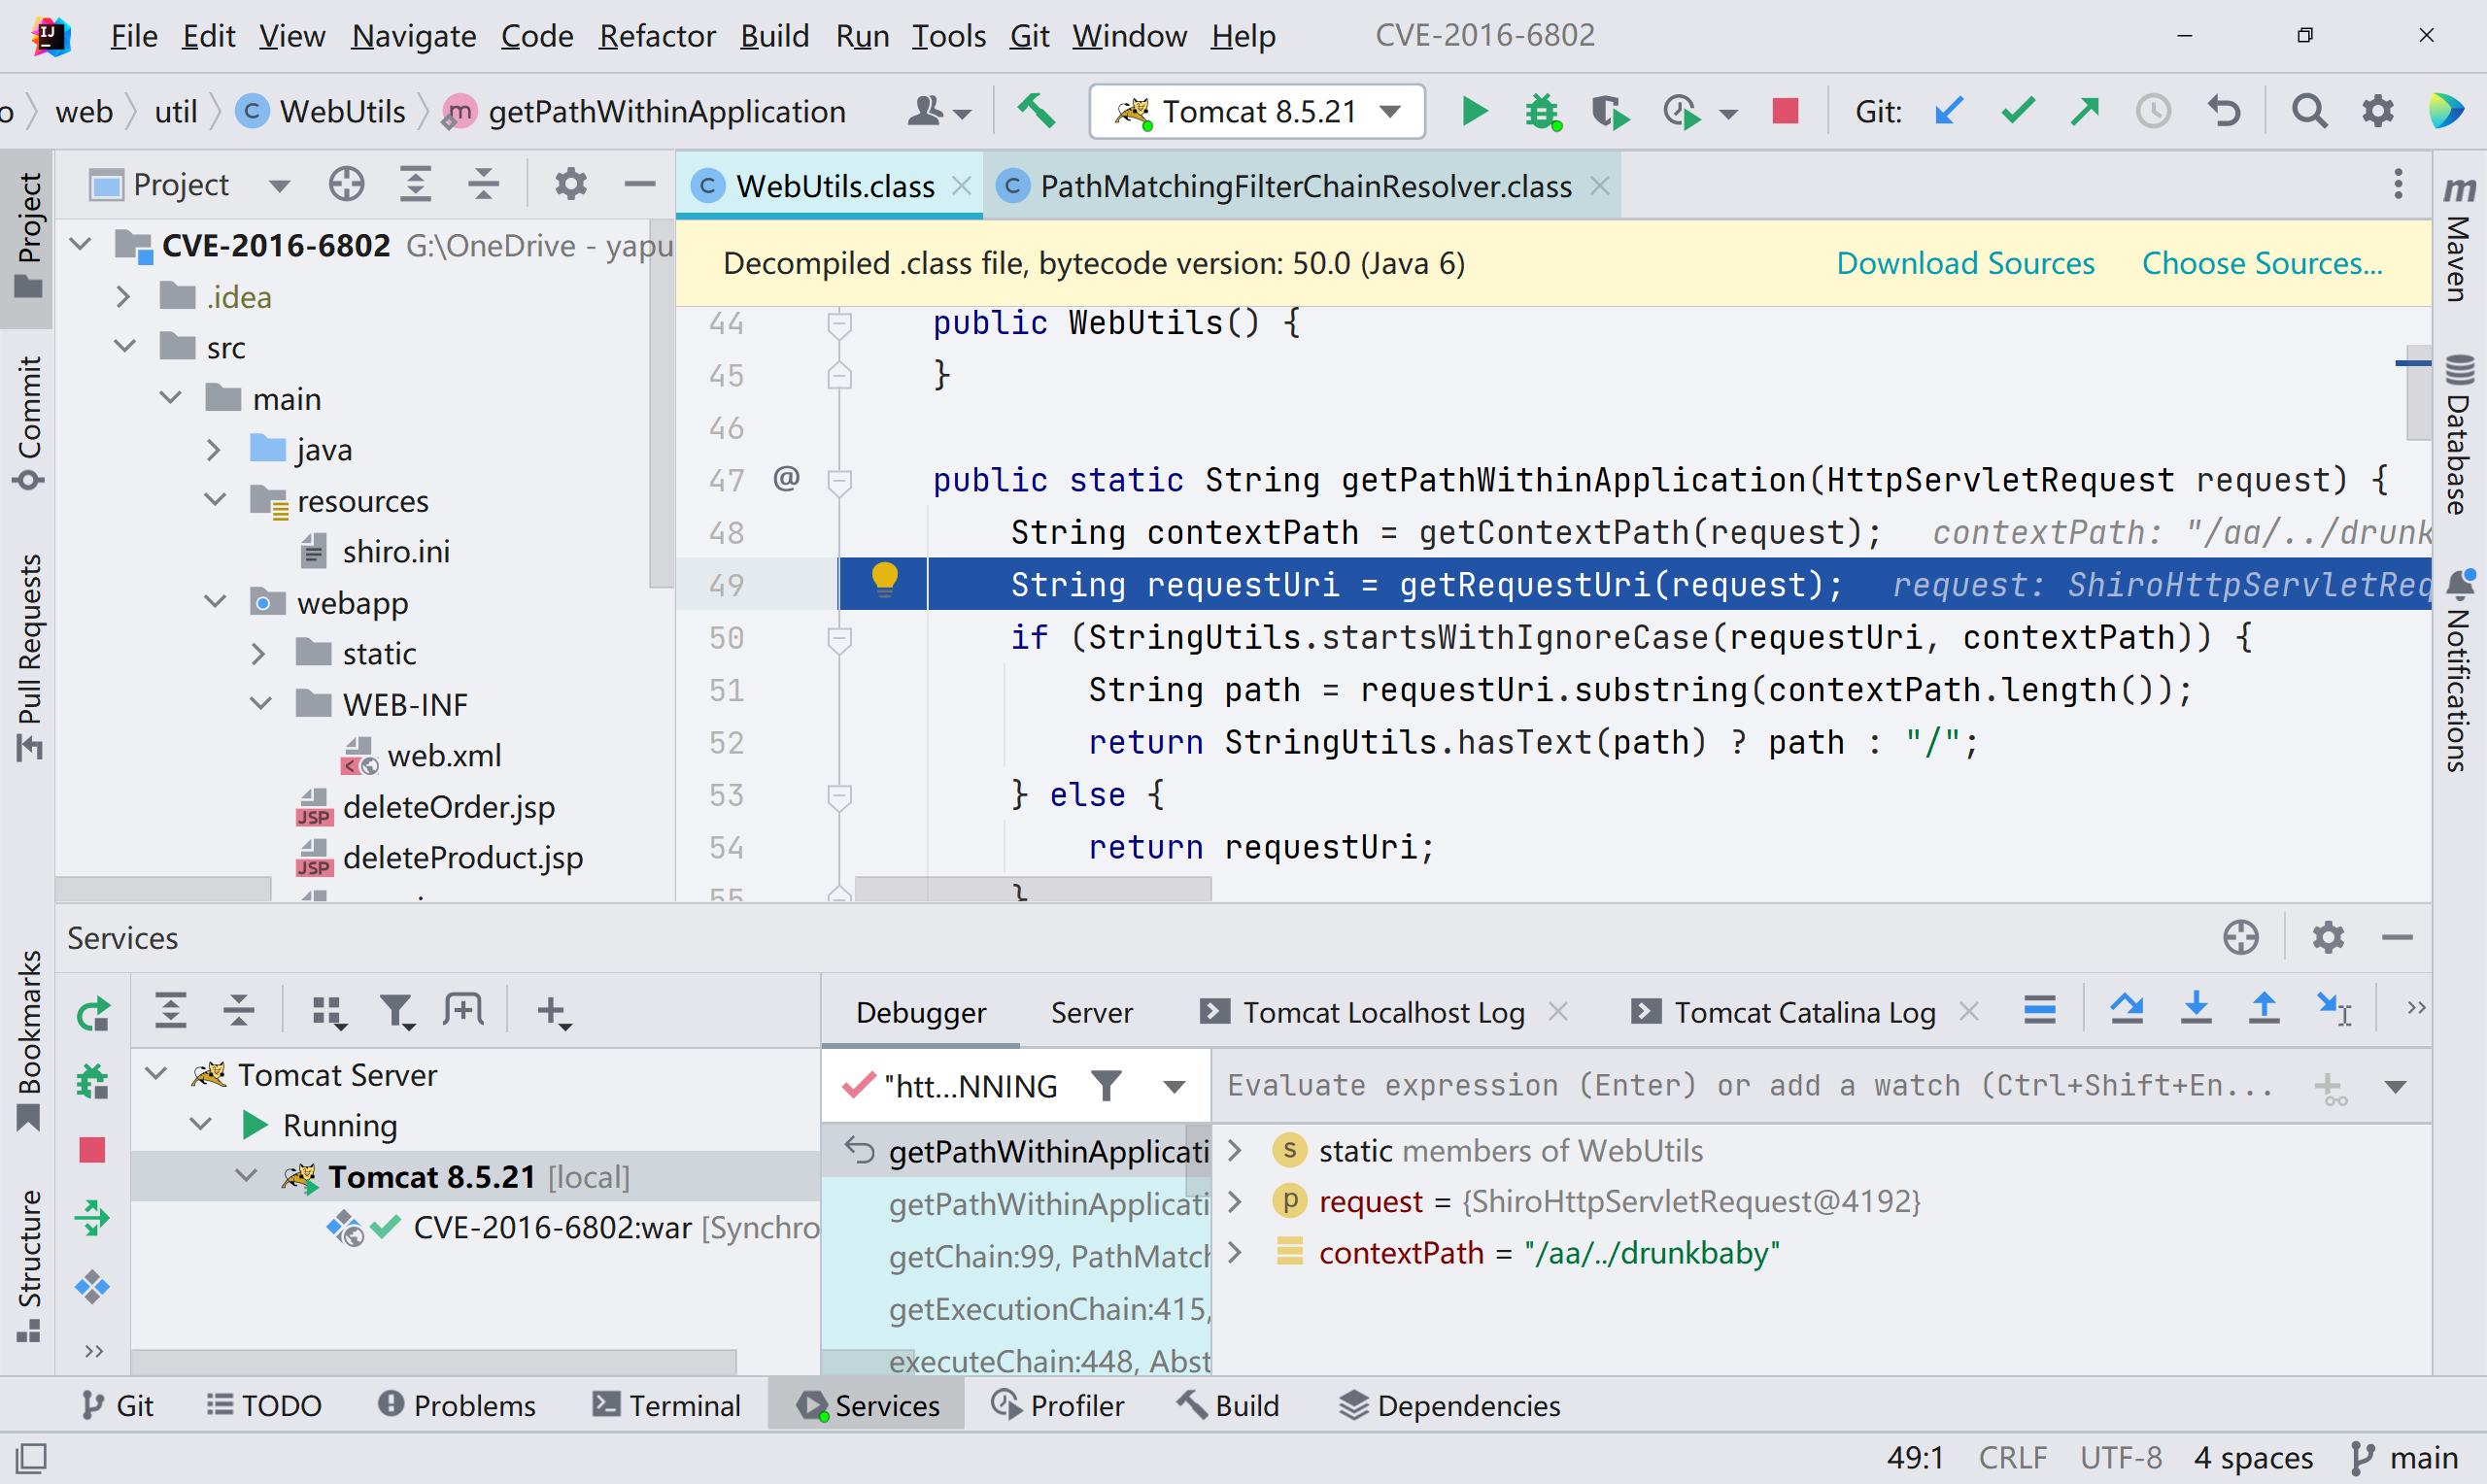 File Edit View Navigate Code Refactor Build Run Tools Git Window Help CVE-2016-6802
web util WebUtils getPathWithinApplication Tomcat 8.5.21 Git:
Project
WebUtils.class PathMatchingFilterChainResolver.class
CVE-2016-6802 G:\OneDrive - yapu
.idea
src
main
java
resources
shiro.ini
webapp
static
WEB-INF
web.xml
deleteOrder.jsp
deleteProduct.jsp
Decompiled .class file, bytecode version: 50.0 (Java 6) Download Sources Choose Sources...
44 public WebUtils() {
45 }
46
47 @ public static String getPathWithinApplication(HttpServletRequest request) {
48 String contextPath = getContextPath(request); contextPath: "/aa/../drunk
49 String requestUri = getRequestUri(request); request: ShiroHttpServletReq
50 if (StringUtils.startsWithIgnoreCase(requestUri, contextPath)) {
51 String path = requestUri.substring(contextPath.length());
52 return StringUtils.hasText(path) ? path : "/";
53 } else {
54 return requestUri;
55 }
Project
Commit
Pull Requests
Bookmarks
Structure
Maven
Database
Notifications
Services
Debugger Server Tomcat Localhost Log Tomcat Catalina Log
Tomcat Server
Running
Tomcat 8.5.21 [local]
CVE-2016-6802:war [Synchro
"htt...NNING
Evaluate expression (Enter) or add a watch (Ctrl+Shift+En...
getPathWithinApplicati
getPathWithinApplicati
getChain:99, PathMatch
getExecutionChain:415,
executeChain:448, Abst
static members of WebUtils
request = {ShiroHttpServletRequest@4192}
contextPath = "/aa/../drunkbaby"
Git TODO Problems Terminal Services Profiler Build Dependencies
49:1 CRLF UTF-8 4 spaces main